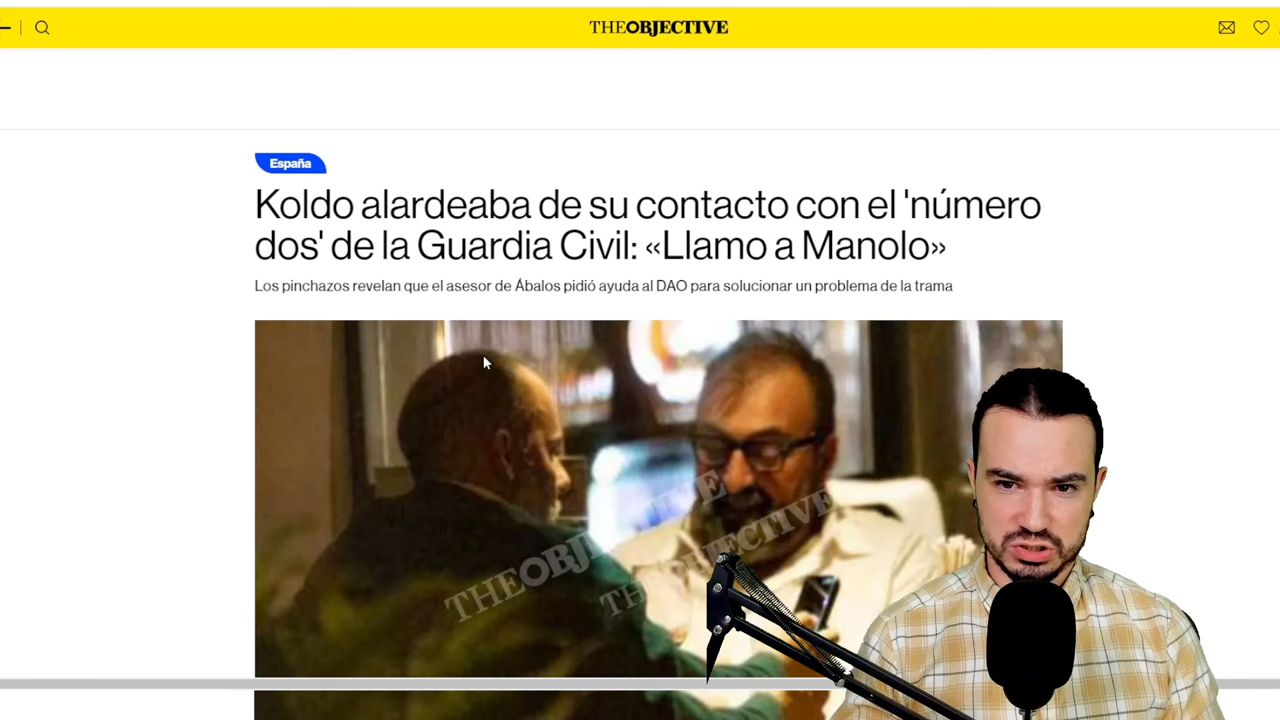 THEOBJECTIVE
España
Koldo alardeaba de su contacto con el 'número
dos' de la Guardia Civil: «Llamo a Manolo»
Los pinchazos revelan que el asesor de Ábalos pidió ayuda al DAO para solucionar un problema de la trama
THEOBJECTIVE
THEOBJECTIVE